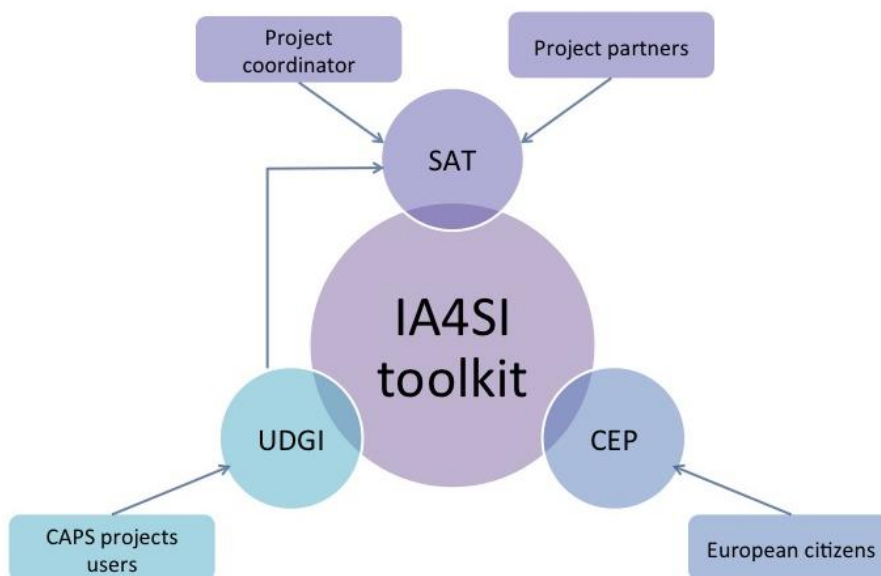 Project
coordinator
Project partners
SAT
IA4SI
toolkit
UDGI
CEP
CAPS projects
users
European citizens